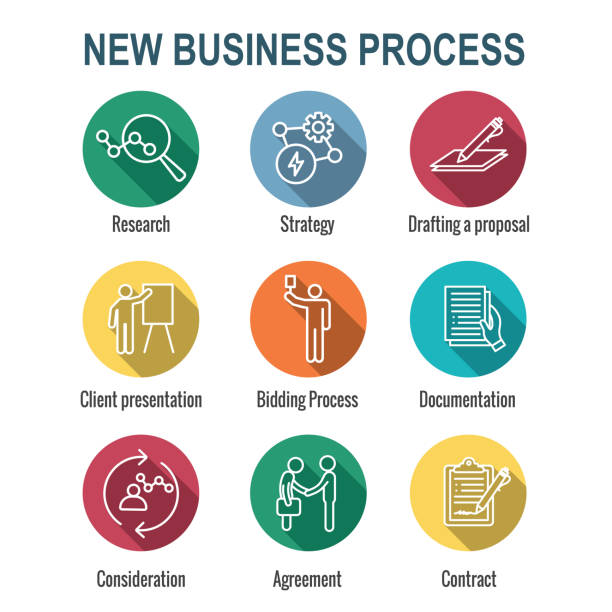 NEW BUSINESS PROCESS
Research
Strategy
Drafting a proposal
Client presentation
Bidding Process
Documentation
Consideration
Agreement
Contract